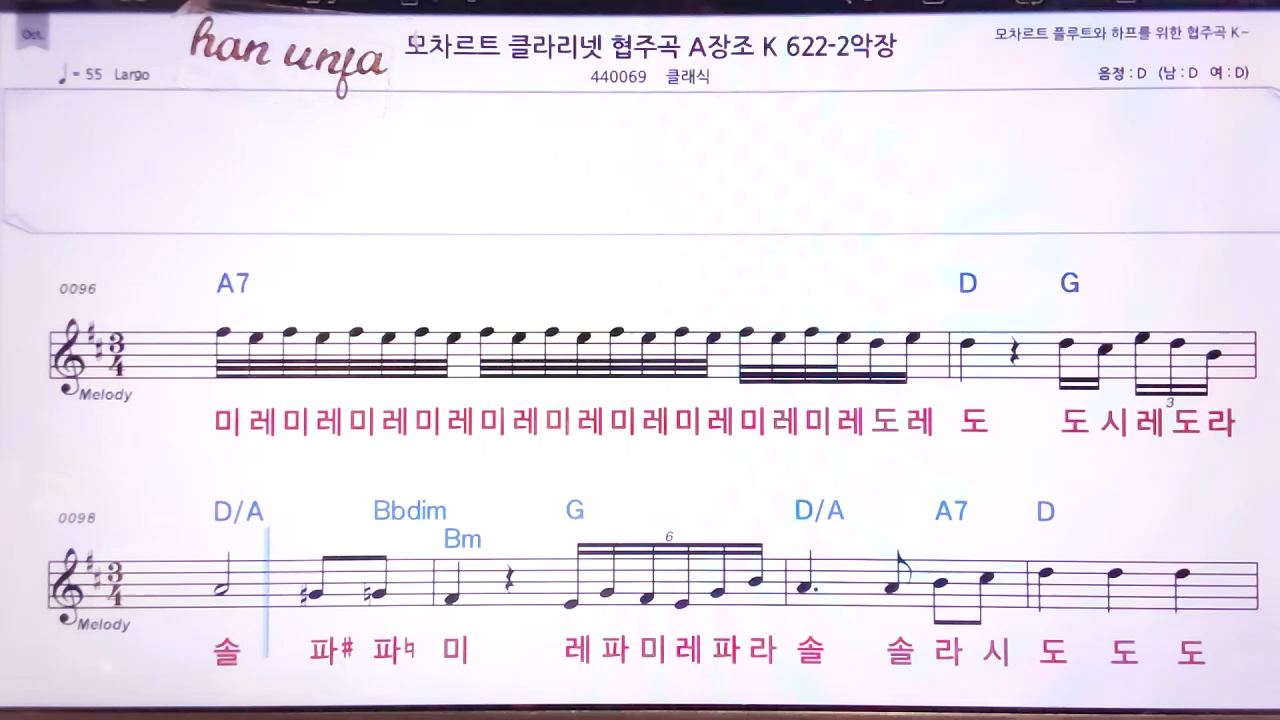 Oct.
han unfa
모차르트 클라리넷 협주곡 A장조 K 622-2악장
모차르트 플루트와 하프를 위한 협주곡 K~
♩ = 55 Largo
440069 클래식
음정 : D (남 : D 여 : D)
A7 D G
0096
3/4
Melody
3
미 레 미 레 미 레 미 레 미 레 미 레 미 레 미 레 미 레 미 레 도 레 도 도 시 레 도 라
D/A Bbdim G D/A A7 D
0098
Bm
6
3/4
Melody
솔 파# 파♮ 미 레 파 미 레 파 라 솔 솔 라 시 도 도 도